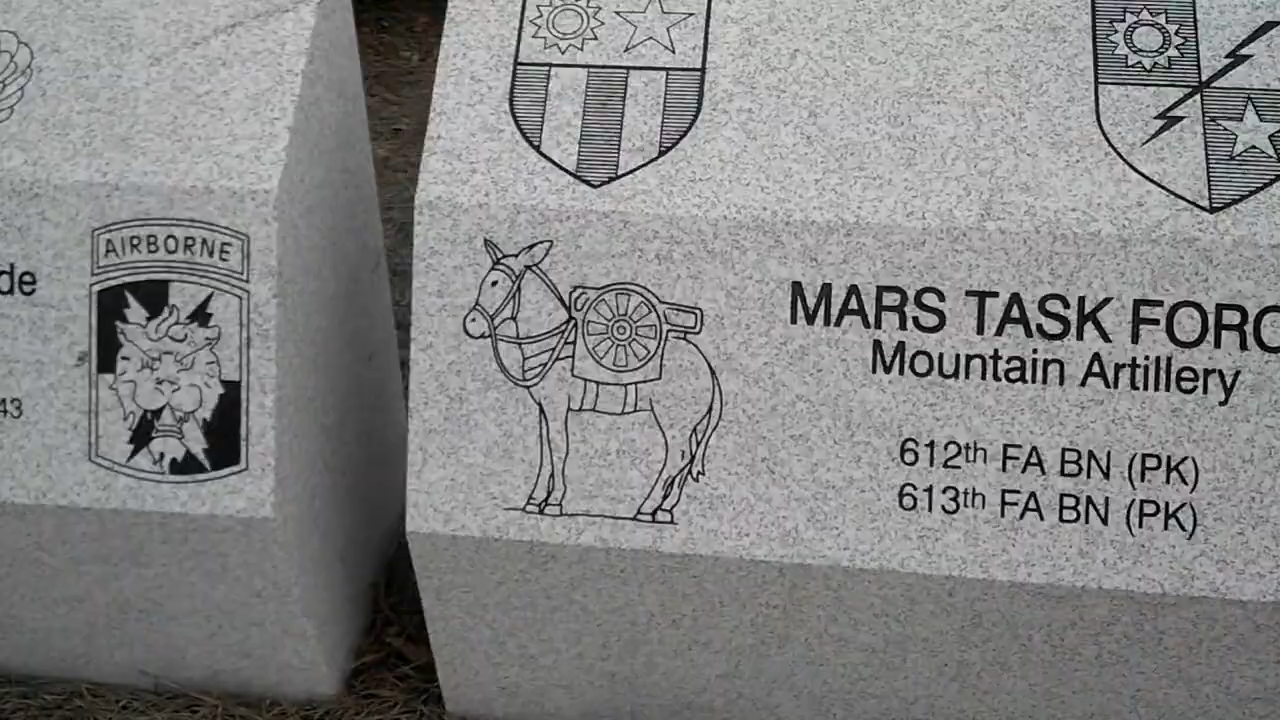 de
AIRBORNE
43
MARS TASK FORC
Mountain Artillery
612th FA BN (PK)
613th FA BN (PK)